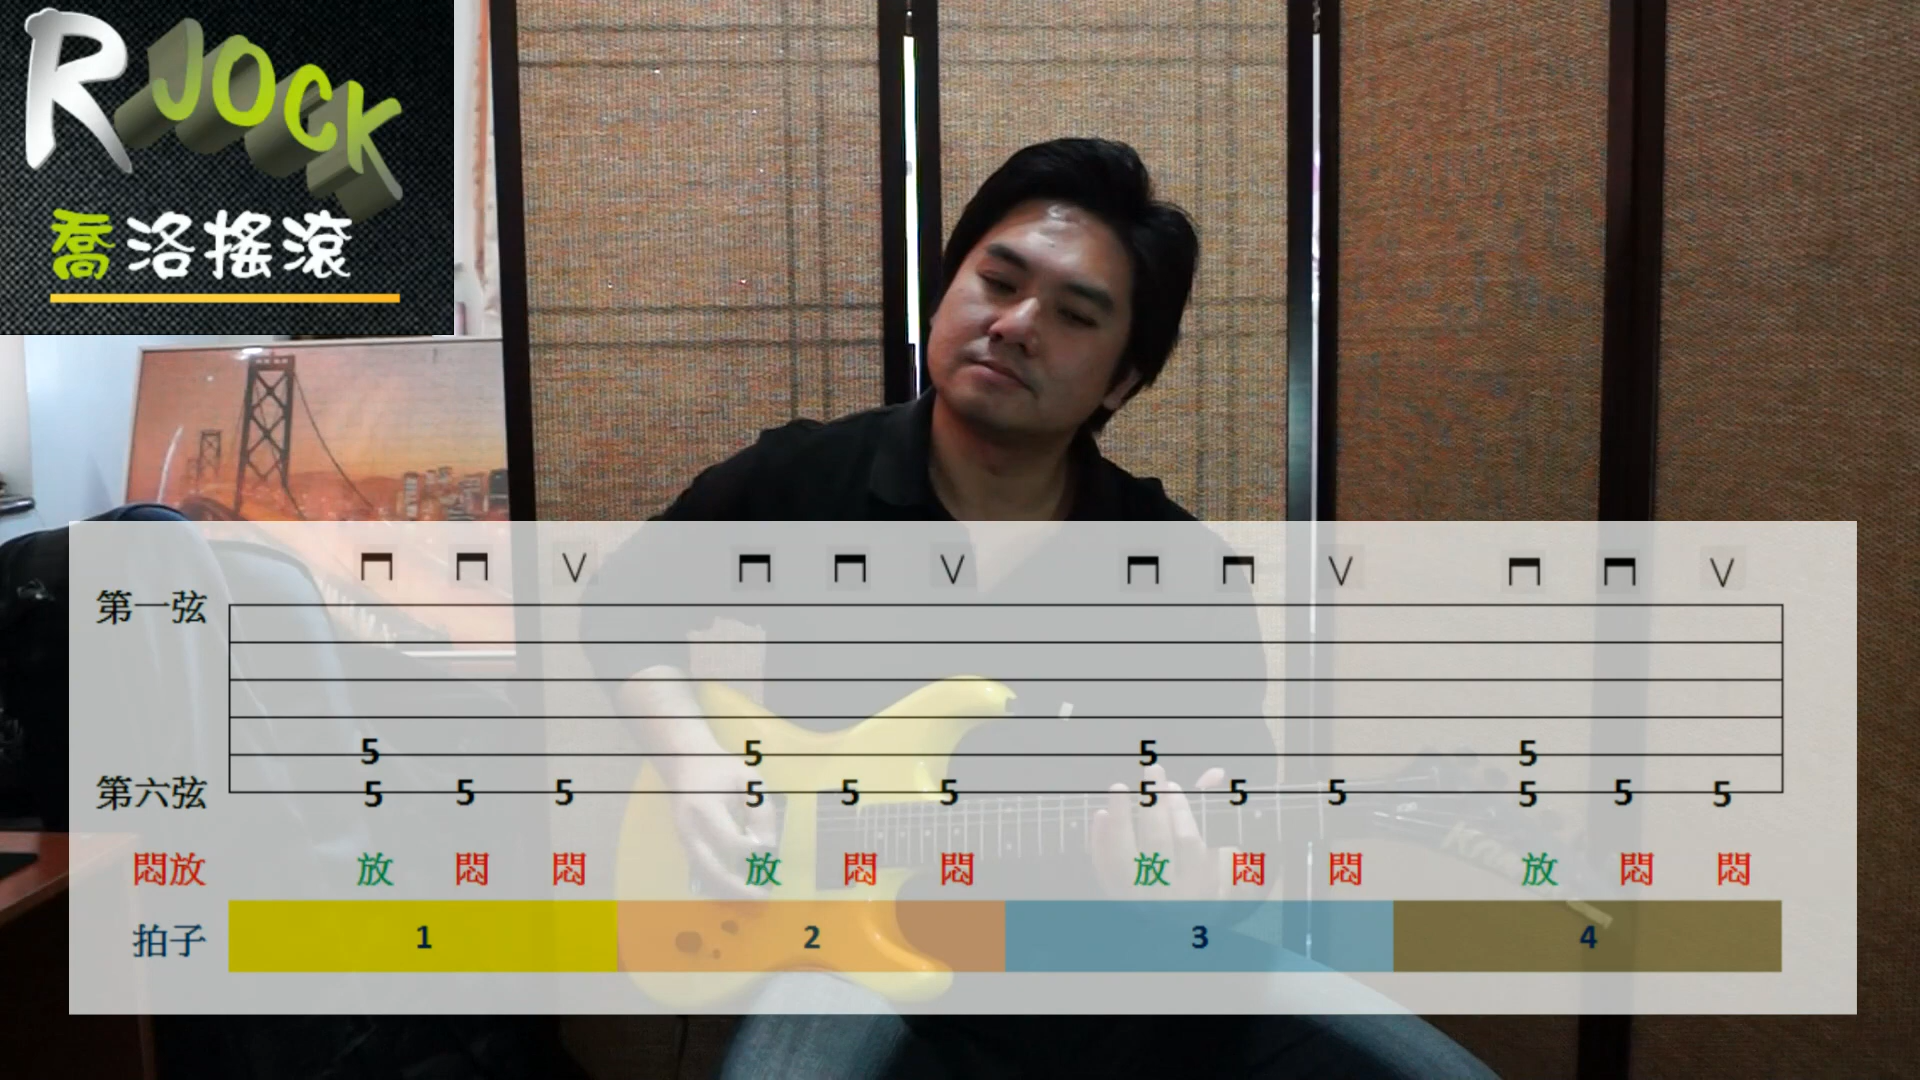 R JOCK
喬洛搖滾
第一弦
5 5 5 5
第六弦 5 5 5 5 5 5 5 5 5 5 5 5
悶放 放 悶 悶 放 悶 悶 放 悶 悶 放 悶 悶
拍子 1 2 3 4